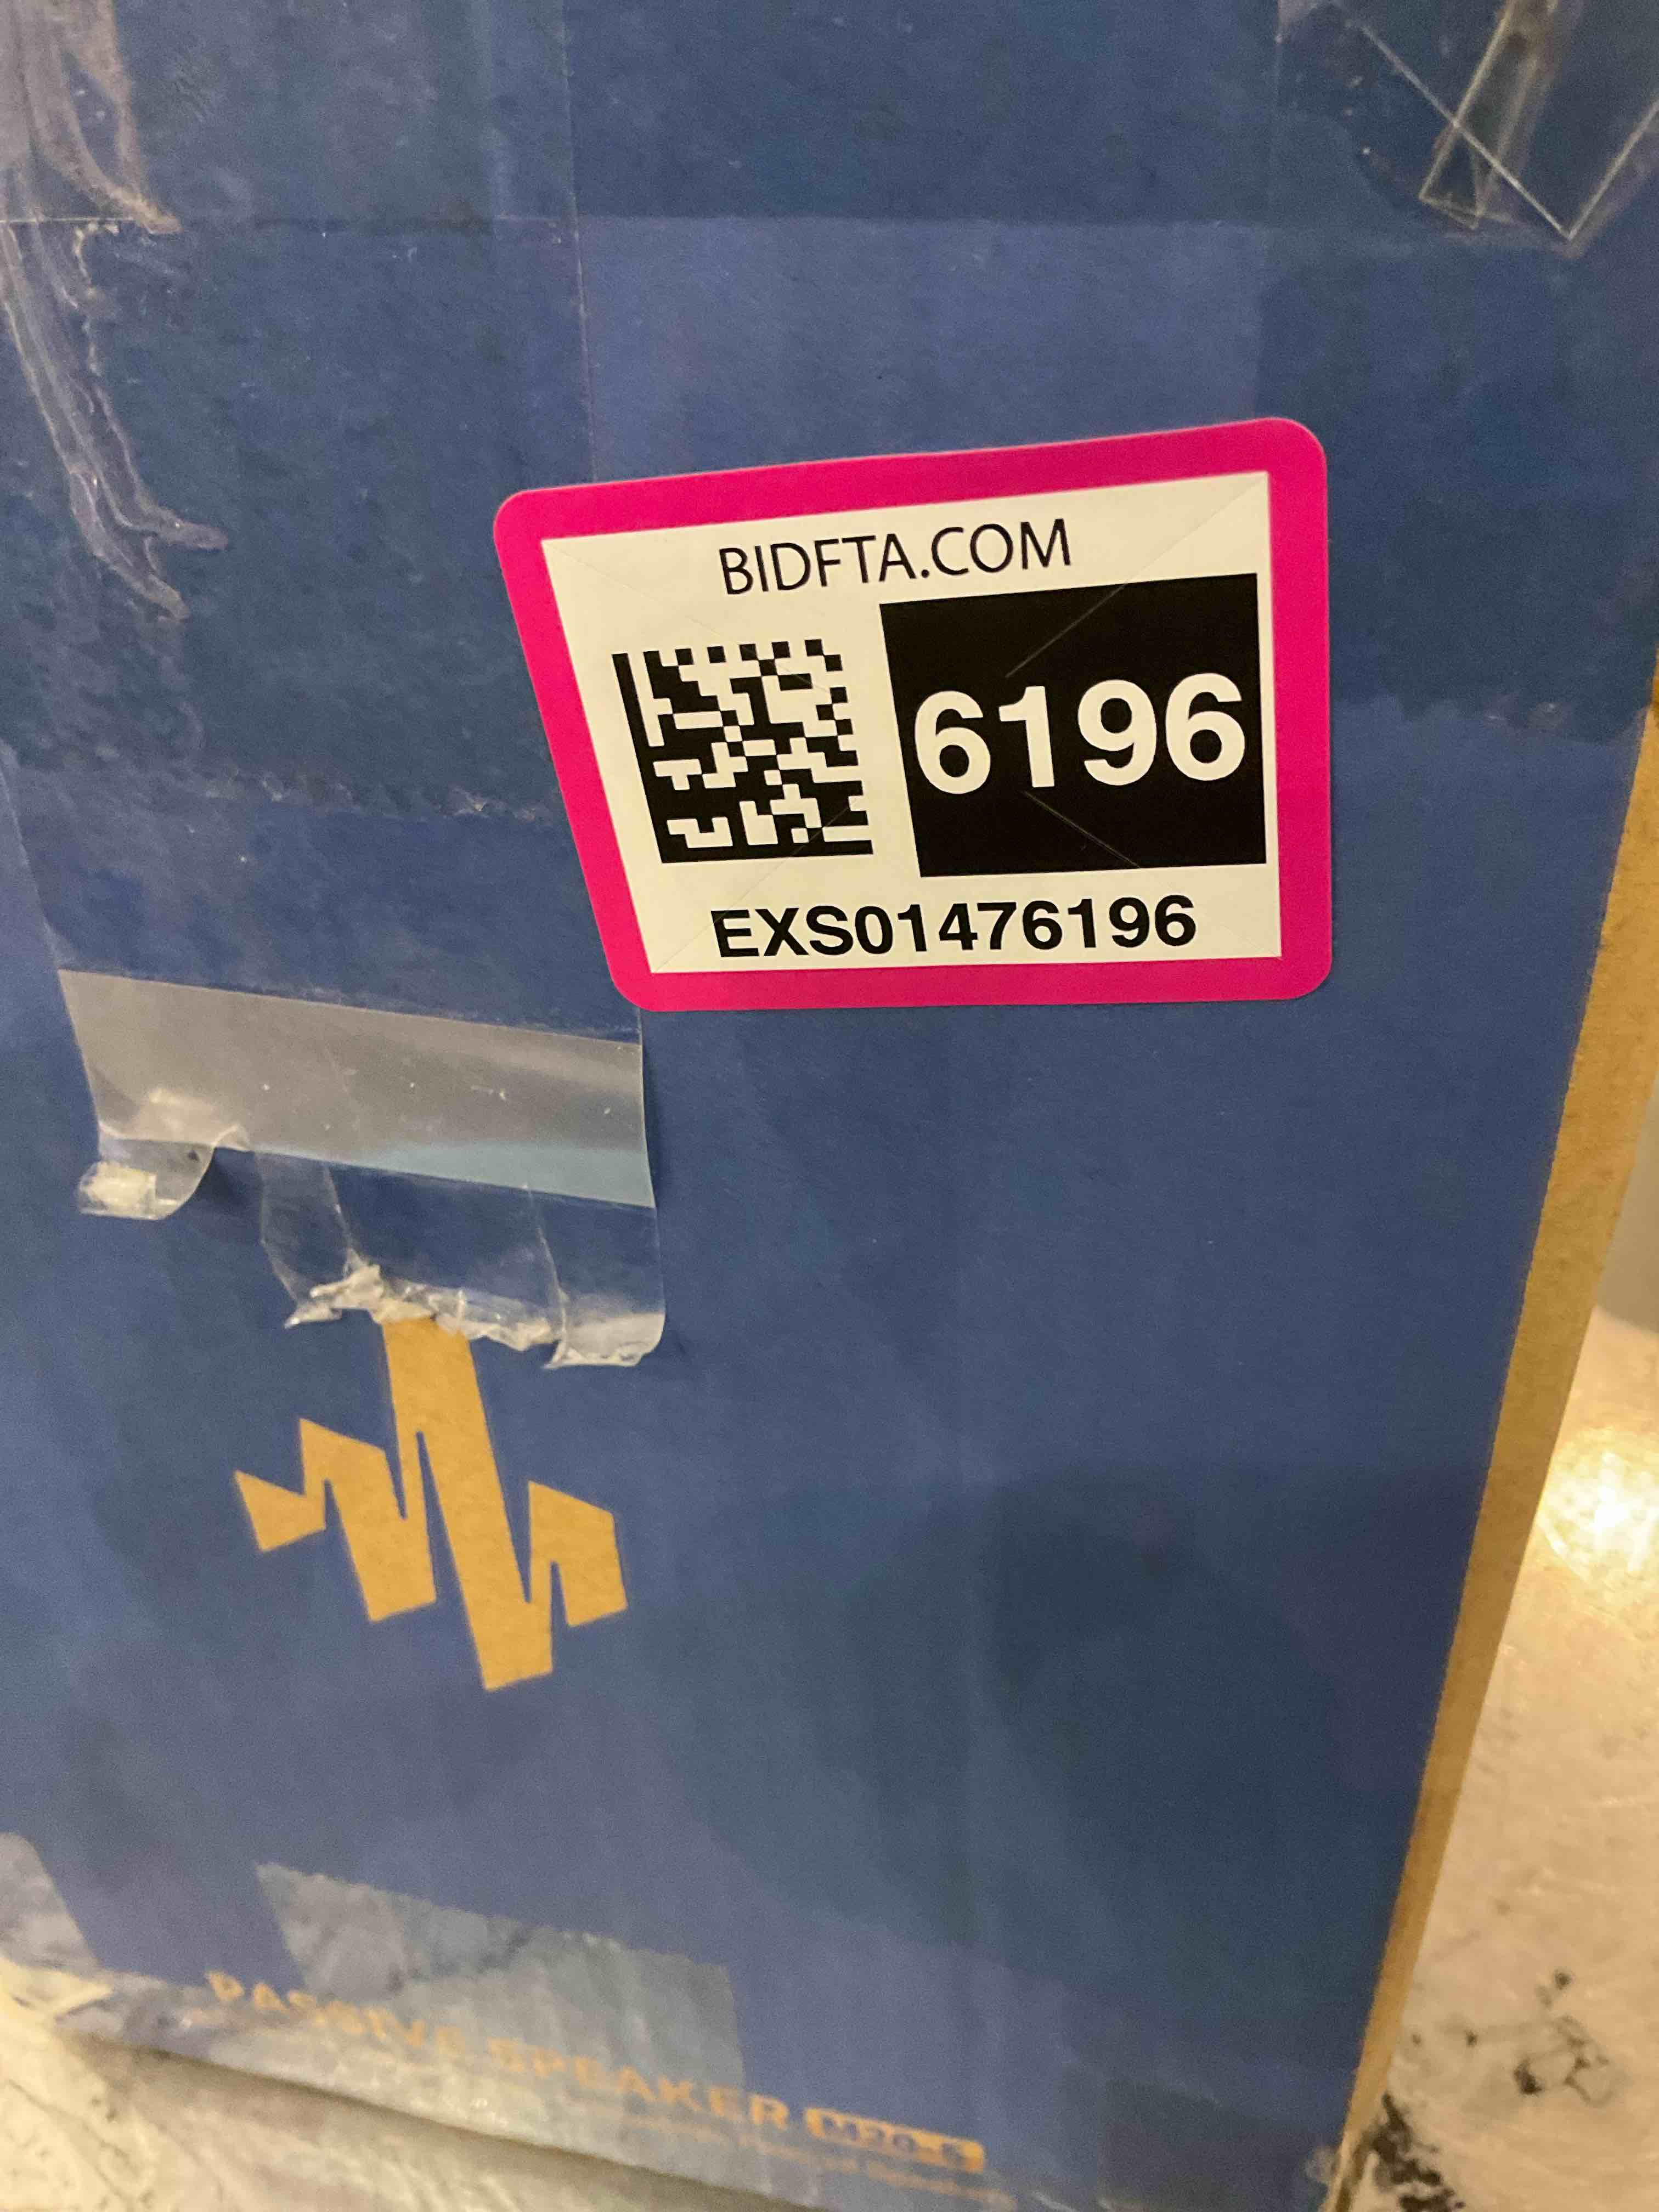 BIDFTA.COM
6196
EXS01476196
PASSIVE SPEAKER